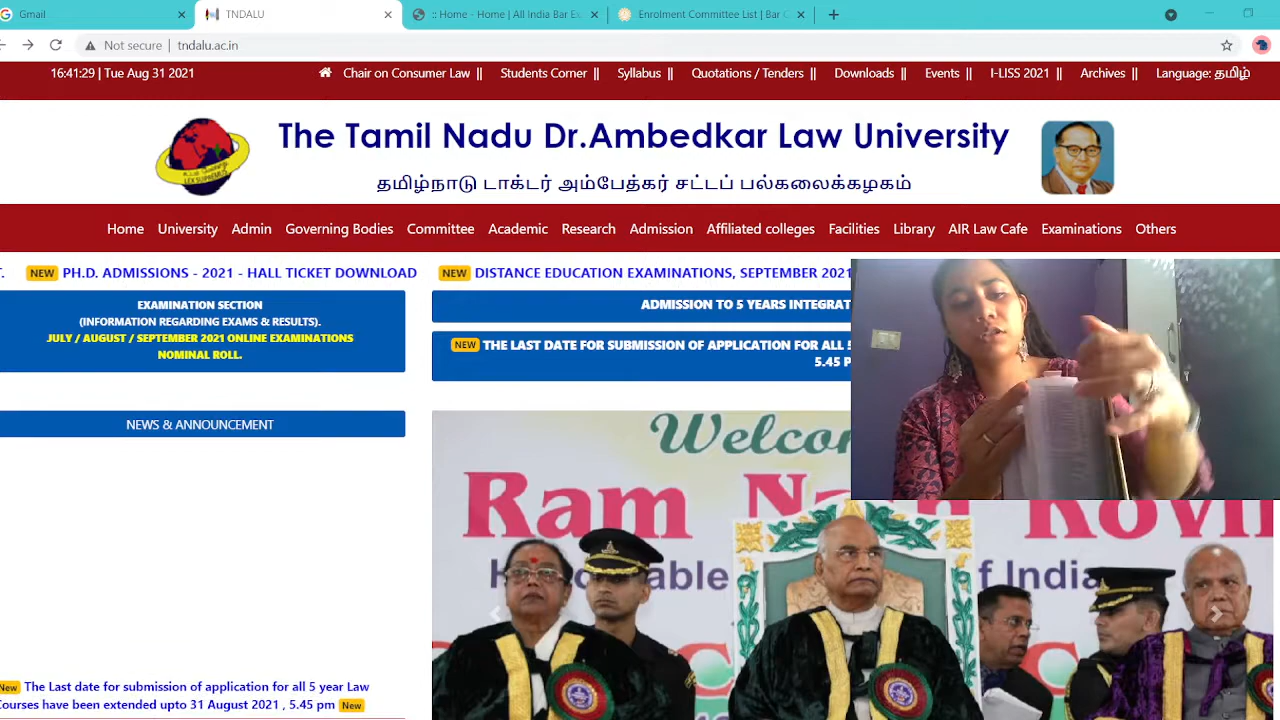 Gmail
TNDALU
:: Home - Home | All India Bar Ex
Enrolment Committee List | Bar C
Not secure
tndalu.ac.in
16:41:29 | Tue Aug 31 2021
Chair on Consumer Law ||
Students Corner ||
Syllabus ||
Quotations / Tenders ||
Downloads ||
Events ||
I-LISS 2021 ||
Archives ||
Language: தமிழ்
The Tamil Nadu Dr.Ambedkar Law University
தமிழ்நாடு டாக்டர் அம்பேத்கர் சட்டப் பல்கலைக்கழகம்
Home University Admin Governing Bodies Committee Academic Research Admission Affiliated colleges Facilities Library AIR Law Cafe Examinations Others
NEW PH.D. ADMISSIONS - 2021 - HALL TICKET DOWNLOAD
NEW DISTANCE EDUCATION EXAMINATIONS, SEPTEMBER 2021
EXAMINATION SECTION
(INFORMATION REGARDING EXAMS & RESULTS).
JULY / AUGUST / SEPTEMBER 2021 ONLINE EXAMINATIONS
NOMINAL ROLL.
ADMISSION TO 5 YEARS INTEGRAT
NEW THE LAST DATE FOR SUBMISSION OF APPLICATION FOR ALL 5
5.45 P
NEWS & ANNOUNCEMENT
Welco
Ram Na
Kovi
able
of India
New The Last date for submission of application for all 5 year Law
Courses have been extended upto 31 August 2021 , 5.45 pm New